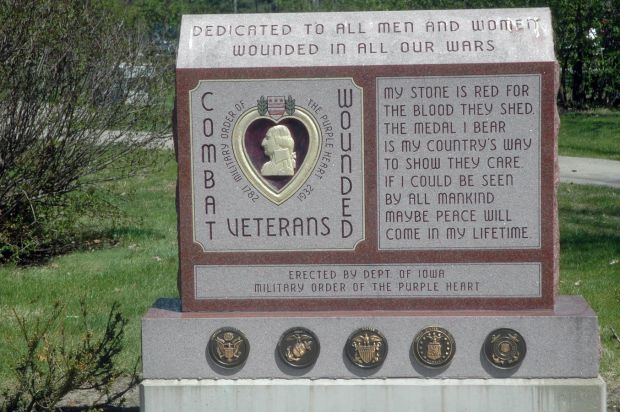 DEDICATED TO ALL MEN AND WOMEN
WOUNDED IN ALL OUR WARS
COMBAT
WOUNDED
VETERANS
MILITARY ORDER OF
THE PURPLE HEART
1782
1932
MY STONE IS RED FOR
THE BLOOD THEY SHED.
THE MEDAL I BEAR
IS MY COUNTRY'S WAY
TO SHOW THEY CARE.
IF I COULD BE SEEN
BY ALL MANKIND
MAYBE PEACE WILL
COME IN MY LIFETIME.
ERECTED BY DEPT. OF IOWA
MILITARY ORDER OF THE PURPLE HEART